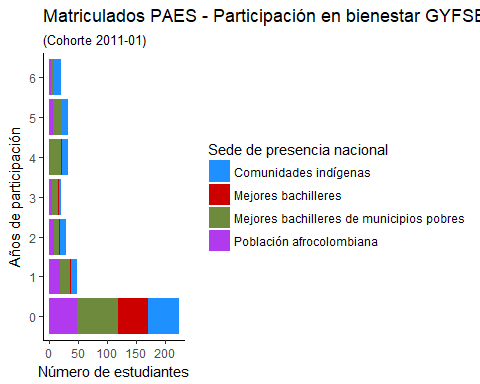 Matriculados PAES - Participación en bienestar GYFSE
(Cohorte 2011-01)
Años de participación
6
5
4
3
2
1
0
0 50 100 150 200
Número de estudiantes
Sede de presencia nacional
Comunidades indígenas
Mejores bachilleres
Mejores bachilleres de municipios pobres
Población afrocolombiana